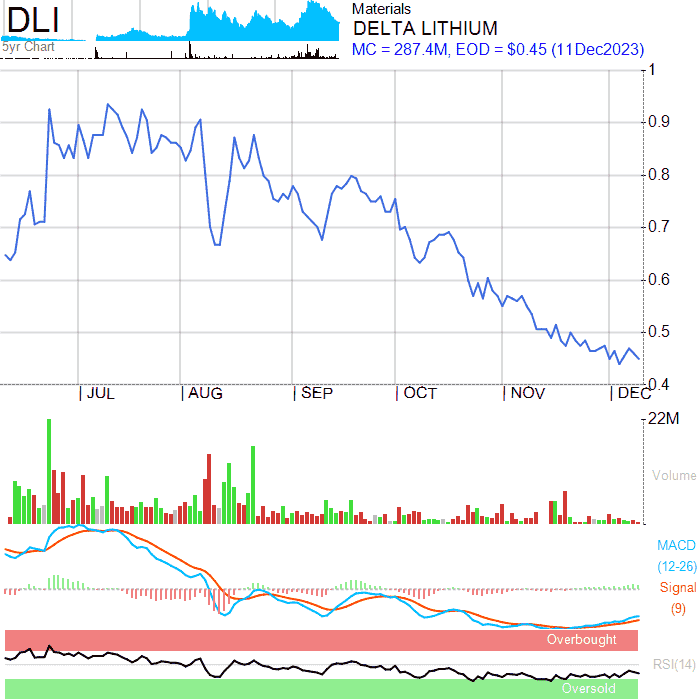 DLI
5yr Chart
Materials
DELTA LITHIUM
MC = 287.4M, EOD = $0.45 (11Dec2023)
1
0.9
0.8
0.7
0.6
0.5
0.4
JUL
AUG
SEP
OCT
NOV
DEC
22M
Volume
MACD
(12-26)
Signal
(9)
Overbought
RSI(14)
Oversold